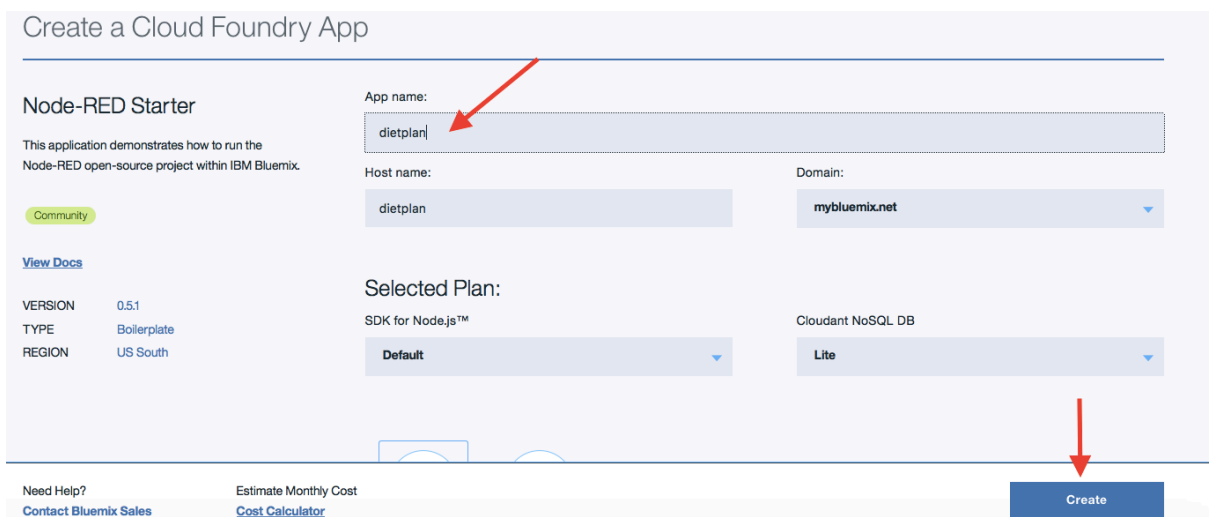 Create a Cloud Foundry App
Node-RED Starter
This application demonstrates how to run the
Node-RED open-source project within IBM Bluemix.
Community
View Docs
VERSION 0.5.1
TYPE Boilerplate
REGION US South
App name:
dietplan
Host name:
dietplan
Domain:
mybluemix.net
Selected Plan:
SDK for Node.js™
Default
Cloudant NoSQL DB
Lite
Need Help?
Contact Bluemix Sales
Estimate Monthly Cost
Cost Calculator
Create